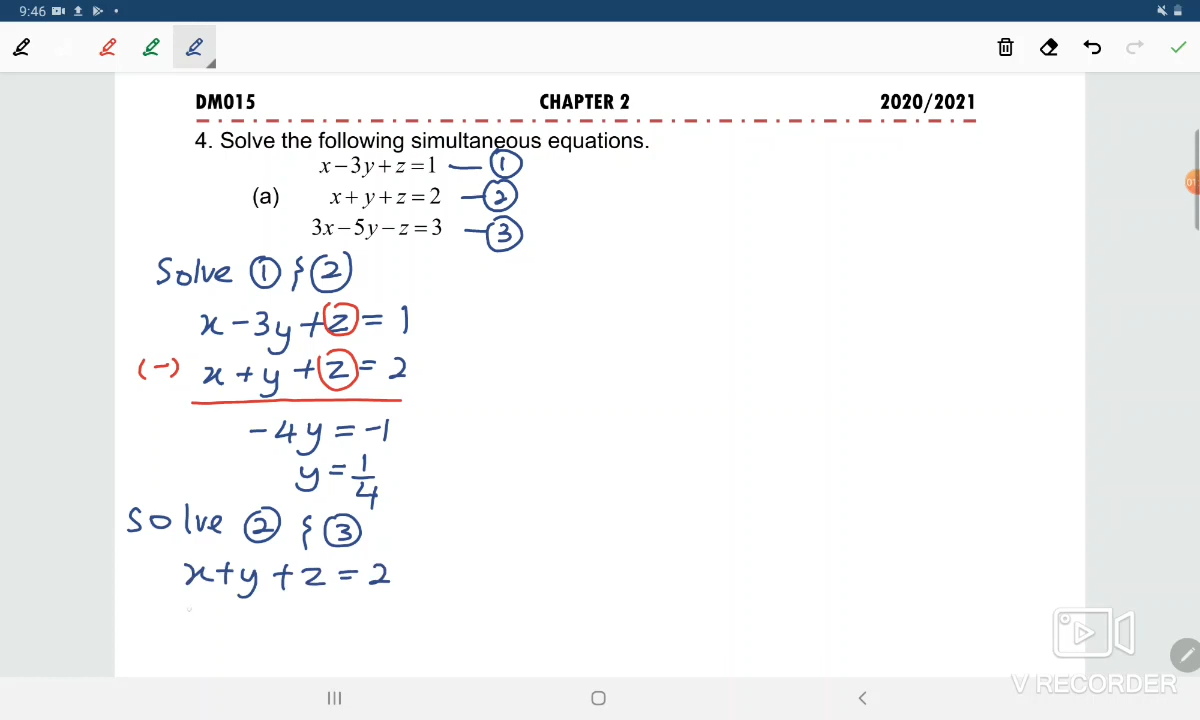 9:46
DM015 CHAPTER 2 2020/2021
4. Solve the following simultaneous equations.
x − 3y + z = 1 — ①
(a) x + y + z = 2 — ②
3x − 5y − z = 3 — ③
Solve ① & ②
x − 3y + z = 1
(−) x + y + z = 2
−4y = −1
y = 1/4
Solve ② & ③
x + y + z = 2
V RECORDER